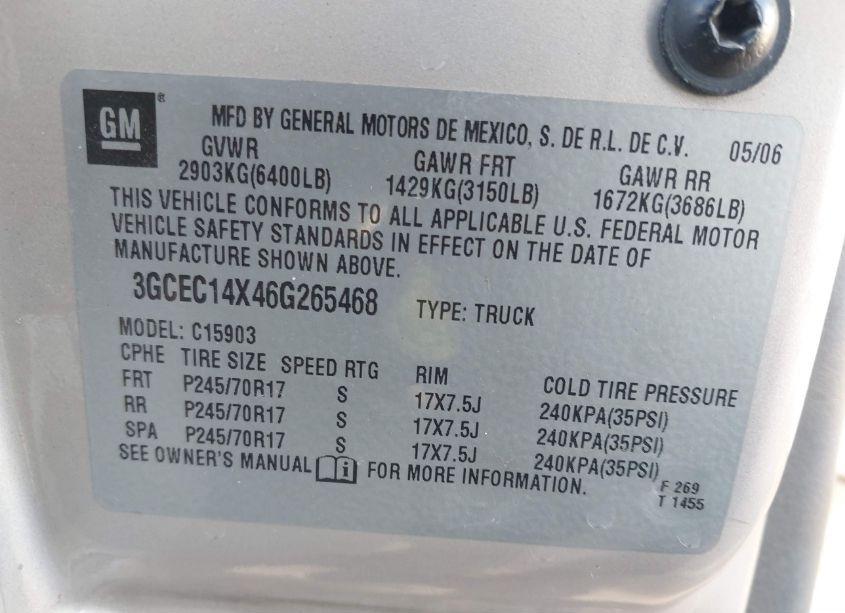 GM®
MFD BY GENERAL MOTORS DE MEXICO, S. DE R.L. DE C.V. 05/06
GVWR GAWR FRT GAWR RR
2903KG(6400LB) 1429KG(3150LB) 1672KG(3686LB)
THIS VEHICLE CONFORMS TO ALL APPLICABLE U.S. FEDERAL MOTOR
VEHICLE SAFETY STANDARDS IN EFFECT ON THE DATE OF
MANUFACTURE SHOWN ABOVE.
3GCEC14X46G265468 TYPE: TRUCK
MODEL: C15903
CPHE TIRE SIZE SPEED RTG RIM COLD TIRE PRESSURE
FRT P245/70R17 S 17X7.5J 240KPA(35PSI)
RR P245/70R17 S 17X7.5J 240KPA(35PSI)
SPA P245/70R17 S 17X7.5J 240KPA(35PSI)
SEE OWNER'S MANUAL i FOR MORE INFORMATION.
F 269
T 1455